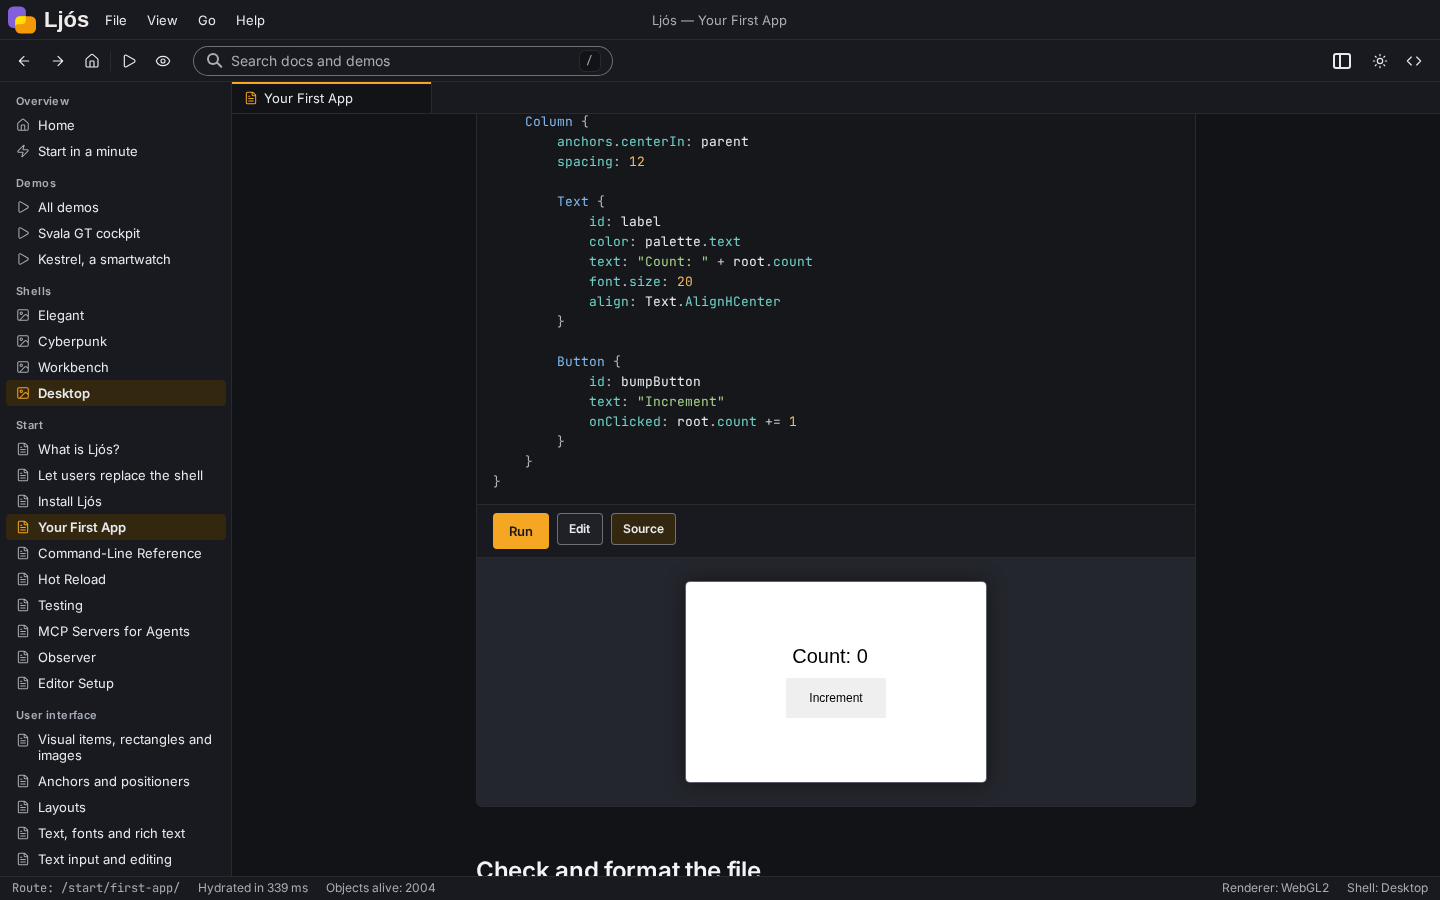 Ljós
File
View
Go
Help
Ljós — Your First App
Search docs and demos
/
Overview
Home
Start in a minute
Demos
All demos
Svala GT cockpit
Kestrel, a smartwatch
Shells
Elegant
Cyberpunk
Workbench
Desktop
Start
What is Ljós?
Let users replace the shell
Install Ljós
Your First App
Command-Line Reference
Hot Reload
Testing
MCP Servers for Agents
Observer
Editor Setup
User interface
Visual items, rectangles and
images
Anchors and positioners
Layouts
Text, fonts and rich text
Text input and editing
Your First App
Column {
anchors.centerIn: parent
spacing: 12
Text {
id: label
color: palette.text
text: "Count: " + root.count
font.size: 20
align: Text.AlignHCenter
}
Button {
id: bumpButton
text: "Increment"
onClicked: root.count += 1
}
}
}
Run
Edit
Source
Count: 0
Increment
Check and format the file
Route: /start/first-app/
Hydrated in 339 ms
Objects alive: 2004
Renderer: WebGL2
Shell: Desktop